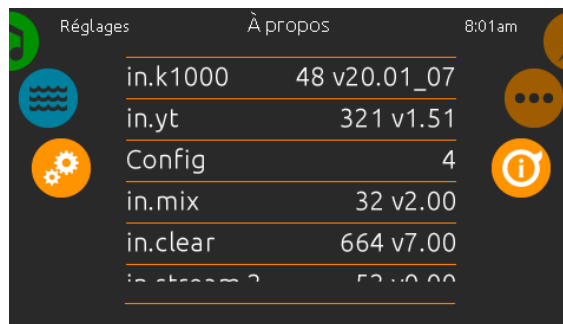 Réglages À propos 8:01am
in.k1000 48 v20.01_07
in.yt 321 v1.51
Config 4
in.mix 32 v2.00
in.clear 664 v7.00